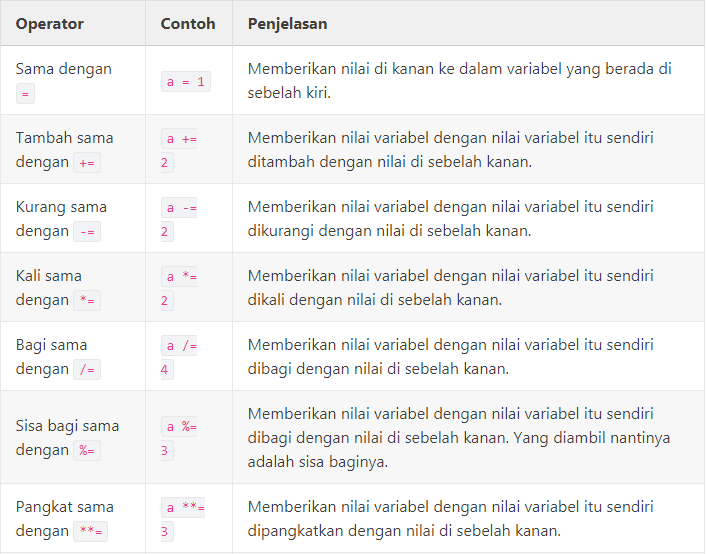 Operator Contoh Penjelasan
Sama dengan
=
a = 1
Memberikan nilai di kanan ke dalam variabel yang berada di
sebelah kiri.
Tambah sama
dengan +=
a +=
2
Memberikan nilai variabel dengan nilai variabel itu sendiri
ditambah dengan nilai di sebelah kanan.
Kurang sama
dengan -=
a -=
2
Memberikan nilai variabel dengan nilai variabel itu sendiri
dikurangi dengan nilai di sebelah kanan.
Kali sama
dengan *=
a *=
2
Memberikan nilai variabel dengan nilai variabel itu sendiri
dikali dengan nilai di sebelah kanan.
Bagi sama
dengan /=
a /=
4
Memberikan nilai variabel dengan nilai variabel itu sendiri
dibagi dengan nilai di sebelah kanan.
Sisa bagi sama
dengan %=
a %=
3
Memberikan nilai variabel dengan nilai variabel itu sendiri
dibagi dengan nilai di sebelah kanan. Yang diambil nantinya
adalah sisa baginya.
Pangkat sama
dengan **=
a **=
3
Memberikan nilai variabel dengan nilai variabel itu sendiri
dipangkatkan dengan nilai di sebelah kanan.